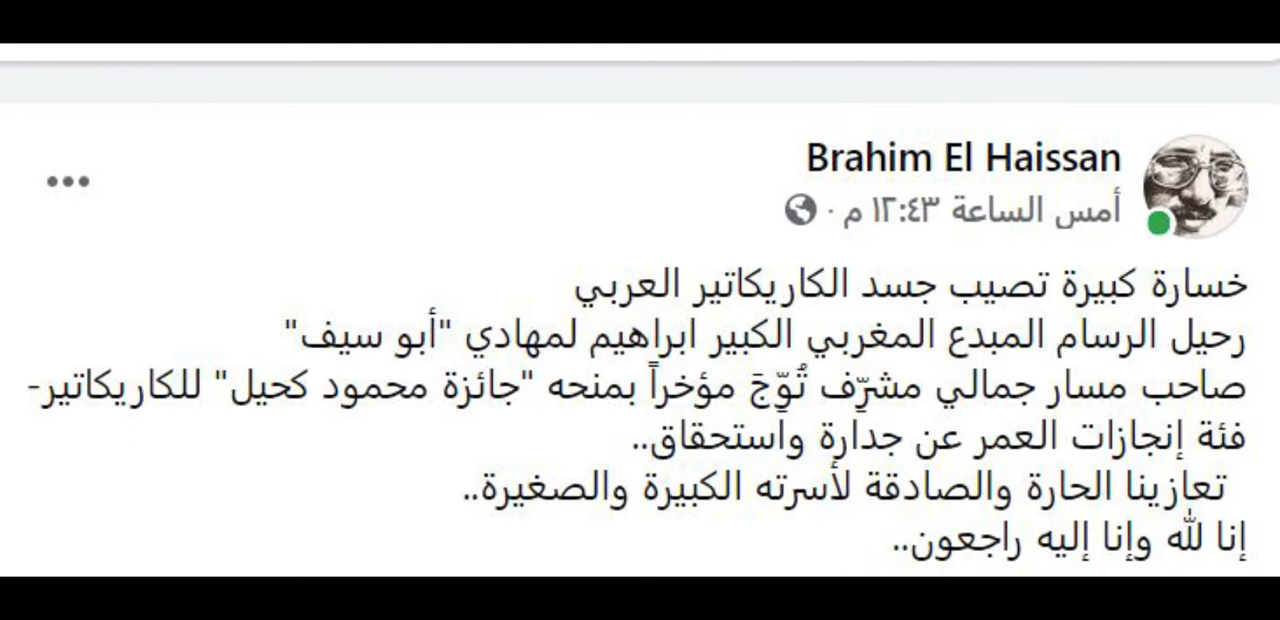 Brahim El Haissan
أمس الساعة ١٢:٤٣ م ·
خسارة كبيرة تصيب جسد الكاريكاتير العربي
رحيل الرسام المبدع المغربي الكبير ابراهيم لمهادي "أبو سيف"
صاحب مسار جمالي مشرّف تُوّجَ مؤخراً بمنحه "جائزة محمود كحيل" للكاريكاتير-
فئة إنجازات العمر عن جدارة واستحقاق..
تعازينا الحارة والصادقة لأسرته الكبيرة والصغيرة..
إنا لله وإنا إليه راجعون..